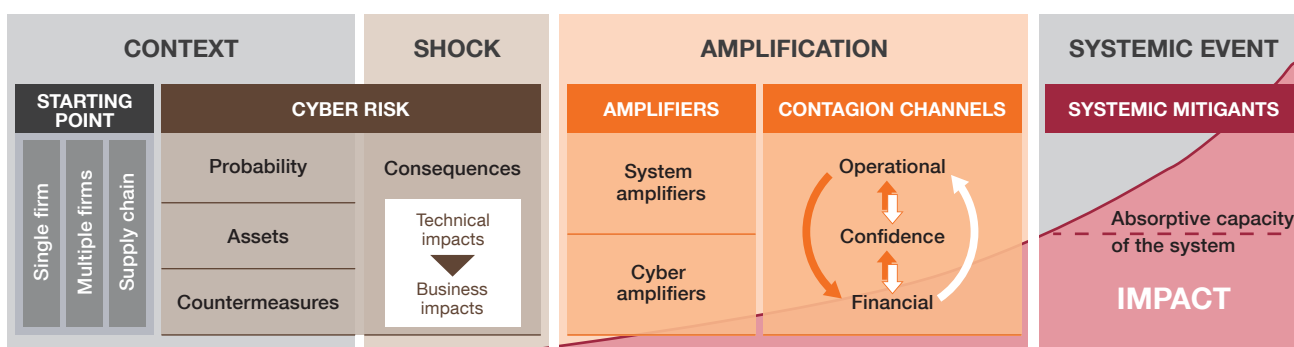 CONTEXT
SHOCK
AMPLIFICATION
SYSTEMIC EVENT
STARTING
POINT
CYBER RISK
AMPLIFIERS
CONTAGION CHANNELS
SYSTEMIC MITIGANTS
Single firm
Multiple firms
Supply chain
Probability
Assets
Countermeasures
Consequences
Technical
impacts
Business
impacts
System
amplifiers
Cyber
amplifiers
Operational
Confidence
Financial
Absorptive capacity
of the system
IMPACT